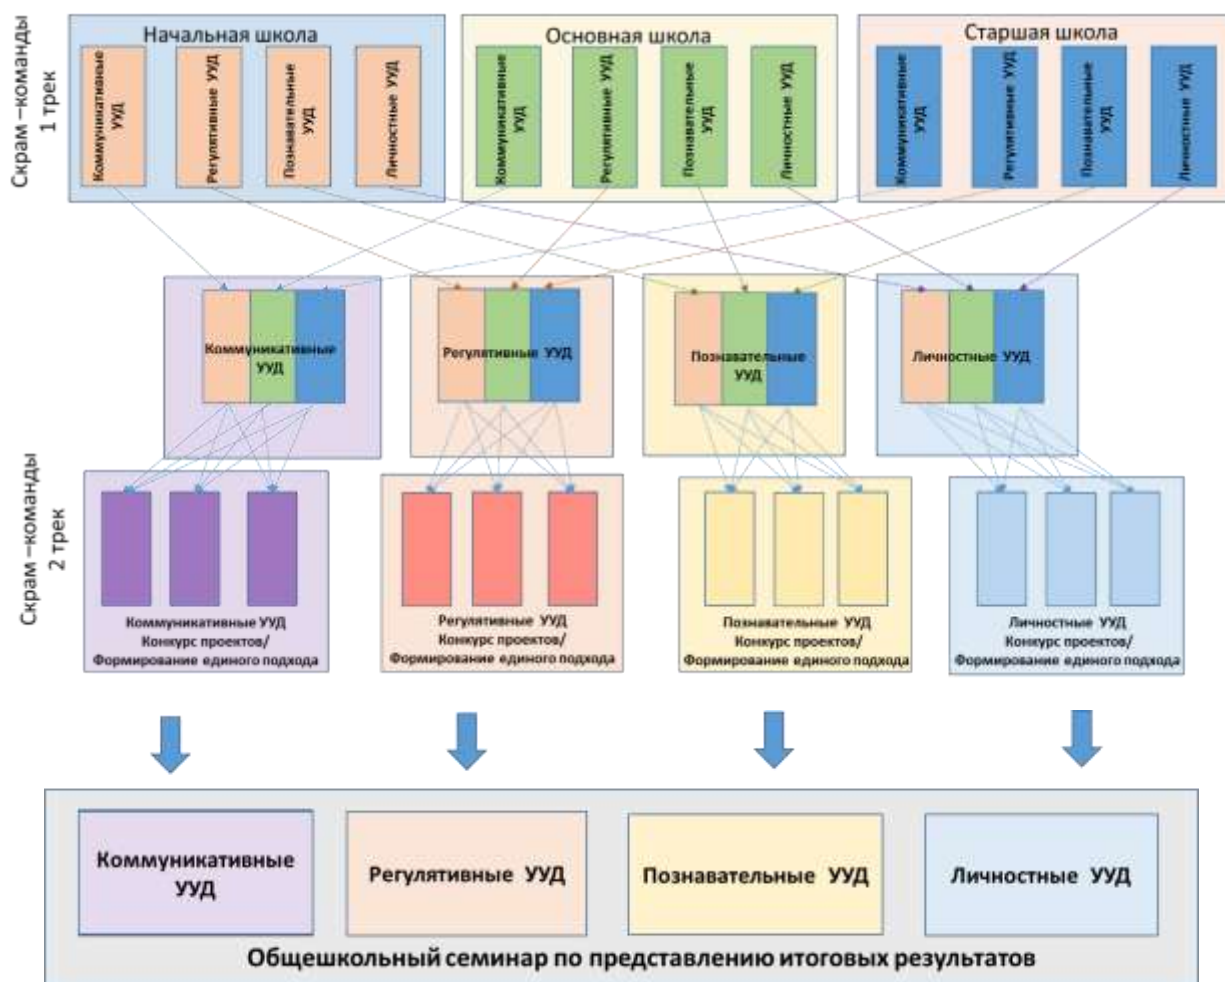 Скрам –команды
1 трек
Начальная школа
Коммуникативные
УУД
Регулятивные УУД
Познавательные
УУД
Личностные УУД
Основная школа
Коммуникативные
УУД
Регулятивные УУД
Познавательные
УУД
Личностные УУД
Старшая школа
Коммуникативные
УУД
Регулятивные УУД
Познавательные
УУД
Личностные УУД
Коммуникативные
УУД
Регулятивные УУД
Познавательные
УУД
Личностные УУД
Скрам –команды
2 трек
Коммуникативные УУД
Конкурс проектов/
Формирование единого подхода
Регулятивные УУД
Конкурс проектов/
Формирование единого подхода
Познавательные УУД
Конкурс проектов/
Формирование единого подхода
Личностные УУД
Конкурс проектов/
Формирование единого подхода
Коммуникативные
УУД
Регулятивные УУД
Познавательные УУД
Личностные УУД
Общешкольный семинар по представлению итоговых результатов